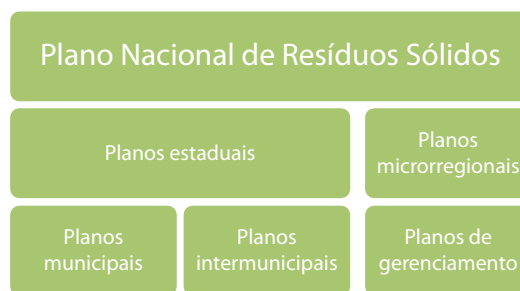 Plano Nacional de Resíduos Sólidos
Planos estaduais
Planos
microrregionais
Planos
municipais
Planos
intermunicipais
Planos de
gerenciamento